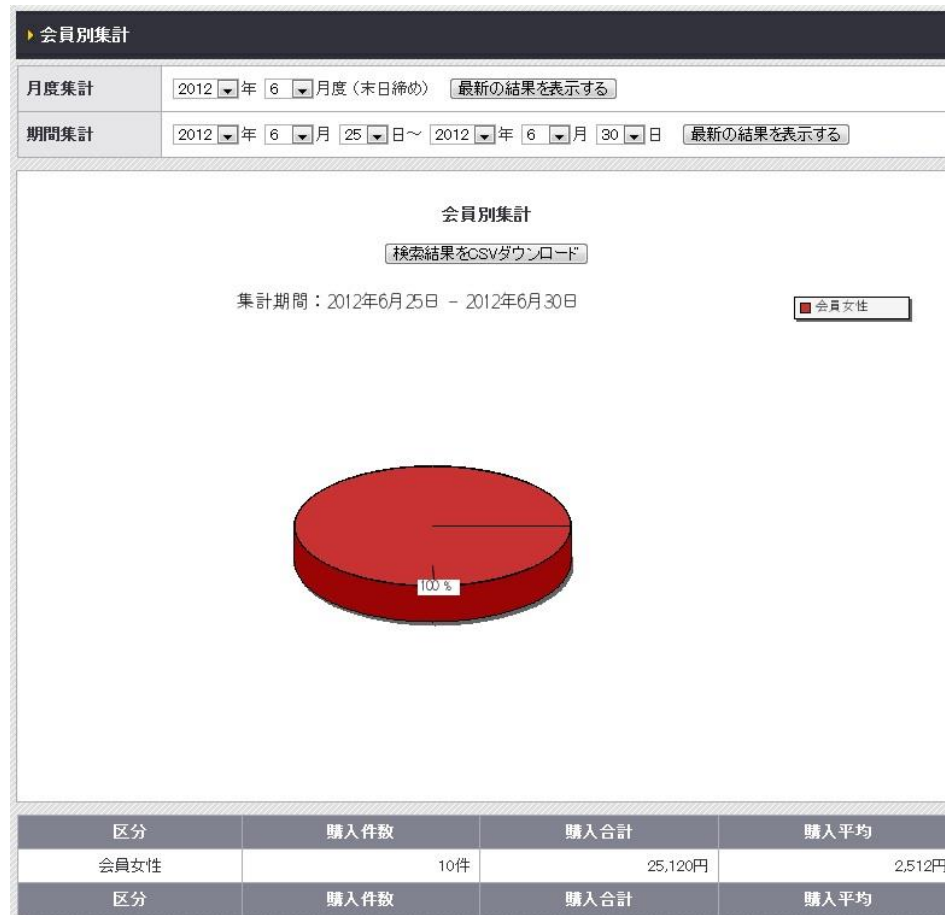 会員別集計
月度集計 2012 年 6 月度（末日締め） 最新の結果を表示する
期間集計 2012 年 6 月 25 日～ 2012 年 6 月 30 日 最新の結果を表示する
会員別集計
検索結果をCSVダウンロード
集計期間：2012年6月25日 - 2012年6月30日
会員女性
100 %
区分 購入件数 購入合計 購入平均
会員女性 10件 25,120円 2,512円
区分 購入件数 購入合計 購入平均